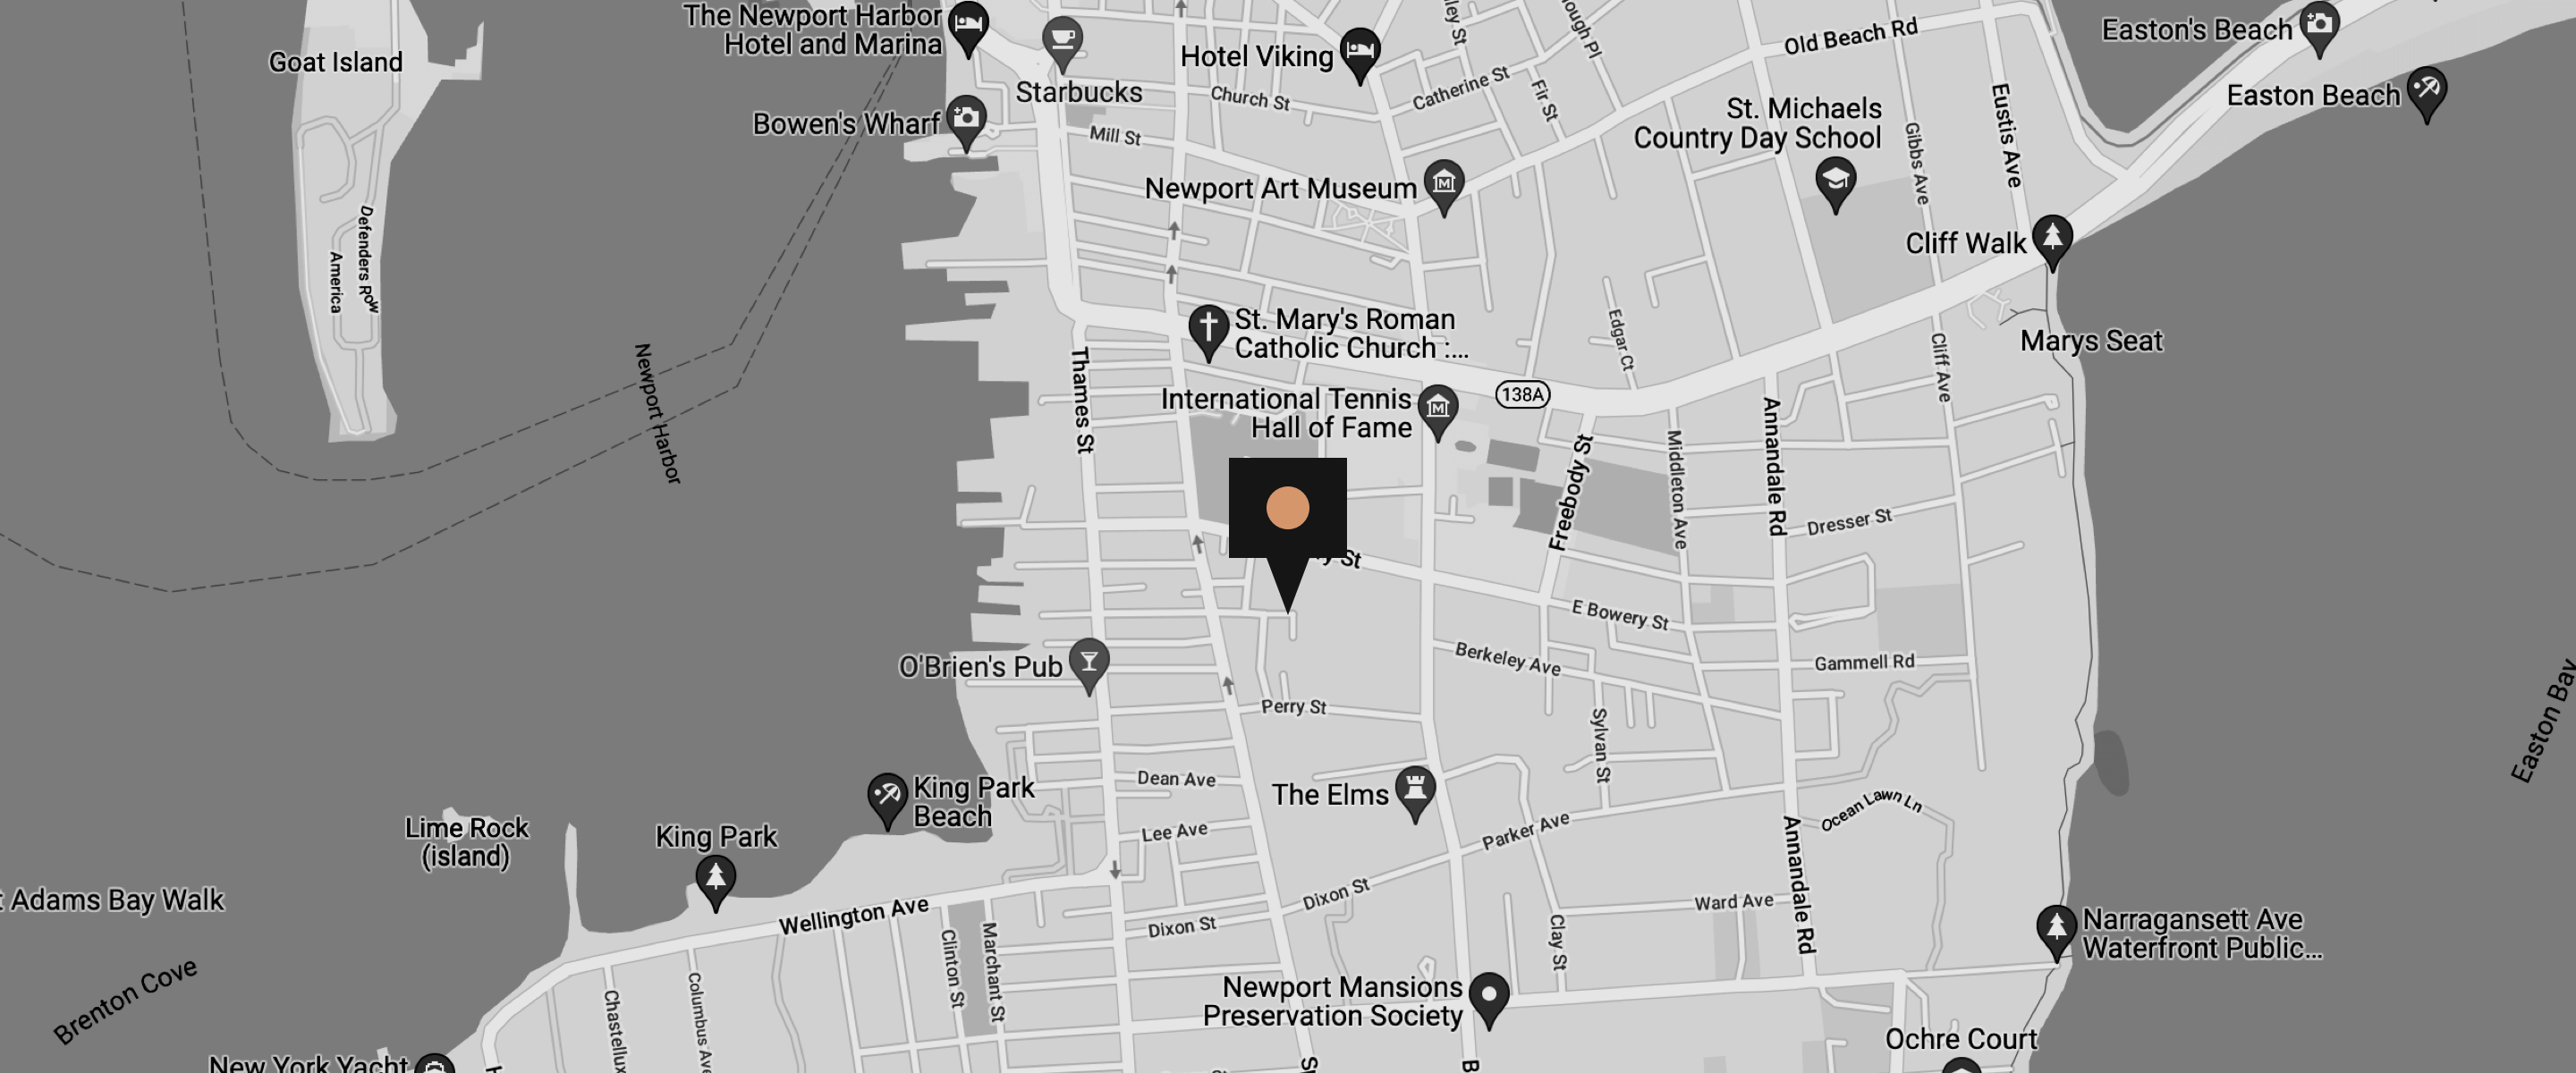 The Newport Harbor
Hotel and Marina
Goat Island
Starbucks
Hotel Viking
Old Beach Rd
Easton's Beach
Easton Beach
Church St
Catherine St
Fir St
Bowen's Wharf
Mill St
St. Michaels
Country Day School
Gibbs Ave
Eustis Ave
Newport Art Museum
Cliff Walk
Defenders Row
America
St. Mary's Roman
Catholic Church :...
Edgar Ct
Marys Seat
Cliff Ave
Newport Harbor
Thames St
International Tennis
Hall of Fame
138A
Freebody St
Middleton Ave
Annandale Rd
Dresser St
y St
E Bowery St
Berkeley Ave
Gammell Rd
O'Brien's Pub
Perry St
Sylvan St
Easton Bay
Dean Ave
The Elms
King Park
Beach
Lime Rock
(island)
King Park
Lee Ave
Parker Ave
Ocean Lawn Ln
Annandale Rd
t Adams Bay Walk
Wellington Ave
Dixon St
Dixon St
Ward Ave
Clay St
Narragansett Ave
Waterfront Public...
Clinton St
Marchant St
Brenton Cove
Chastellux
Columbus Ave
Newport Mansions
Preservation Society
Ochre Court
New York Yacht